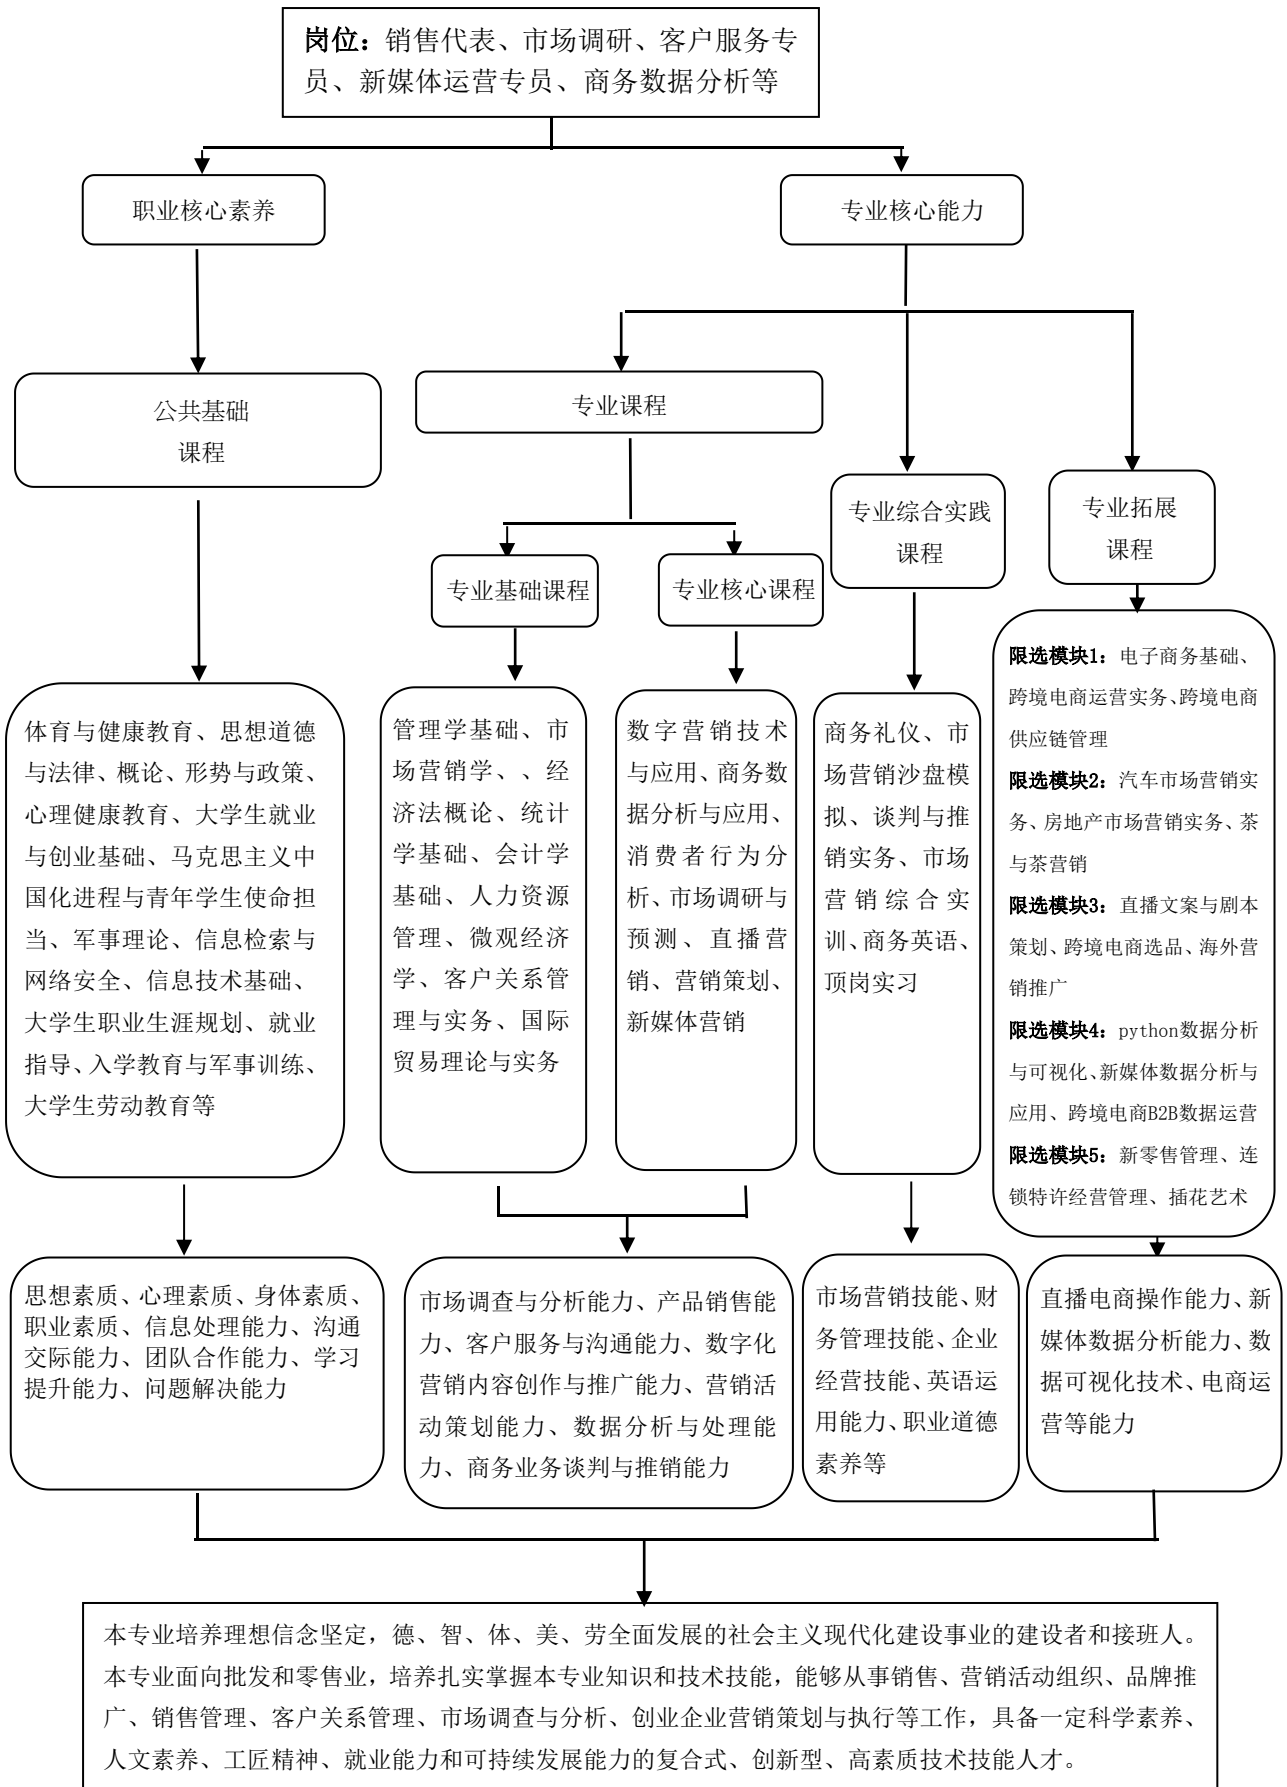 岗位：销售代表、市场调研、客户服务专
员、新媒体运营专员、商务数据分析等
职业核心素养
专业核心能力
公共基础
课程
专业课程
专业综合实践
课程
专业拓展
课程
专业基础课程
专业核心课程
体育与健康教育、思想道德
与法律、概论、形势与政策、
心理健康教育、大学生就业
与创业基础、马克思主义中
国化进程与青年学生使命担
当、军事理论、信息检索与
网络安全、信息技术基础、
大学生职业生涯规划、就业
指导、入学教育与军事训练、
大学生劳动教育等
管理学基础、市
场营销学、、经
济法概论、统计
学基础、会计学
基础、人力资源
管理、微观经济
学、客户关系管
理与实务、国际
贸易理论与实务
数字营销技术
与应用、商务数
据分析与应用、
消费者行为分
析、市场调研与
预测、直播营
销、营销策划、
新媒体营销
商务礼仪、市
场营销沙盘模
拟、谈判与推
销实务、市场
营销综合实
训、商务英语、
顶岗实习
限选模块1：电子商务基础、
跨境电商运营实务、跨境电商
供应链管理
限选模块2：汽车市场营销实
务、房地产市场营销实务、茶
与茶营销
限选模块3：直播文案与剧本
策划、跨境电商选品、海外营
销推广
限选模块4：python数据分析
与可视化、新媒体数据分析与
应用、跨境电商B2B数据运营
限选模块5：新零售管理、连
锁特许经营管理、插花艺术
思想素质、心理素质、身体素质、
职业素质、信息处理能力、沟通
交际能力、团队合作能力、学习
提升能力、问题解决能力
市场调查与分析能力、产品销售能
力、客户服务与沟通能力、数字化
营销内容创作与推广能力、营销活
动策划能力、数据分析与处理能
力、商务业务谈判与推销能力
市场营销技能、财
务管理技能、企业
经营技能、英语运
用能力、职业道德
素养等
直播电商操作能力、新
媒体数据分析能力、数
据可视化技术、电商运
营等能力
本专业培养理想信念坚定，德、智、体、美、劳全面发展的社会主义现代化建设事业的建设者和接班人。
本专业面向批发和零售业，培养扎实掌握本专业知识和技术技能，能够从事销售、营销活动组织、品牌推
广、销售管理、客户关系管理、市场调查与分析、创业企业营销策划与执行等工作，具备一定科学素养、
人文素养、工匠精神、就业能力和可持续发展能力的复合式、创新型、高素质技术技能人才。